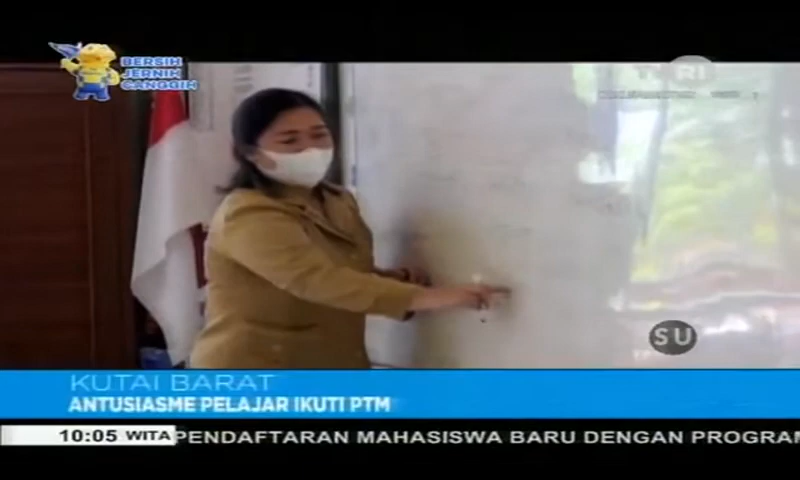 BERSIH
JERNIH
CANGGIH
TVRI
SU
KUTAI BARAT
ANTUSIASME PELAJAR IKUTI PTM
10:05 WITA PENDAFTARAN MAHASISWA BARU DENGAN PROGRAM